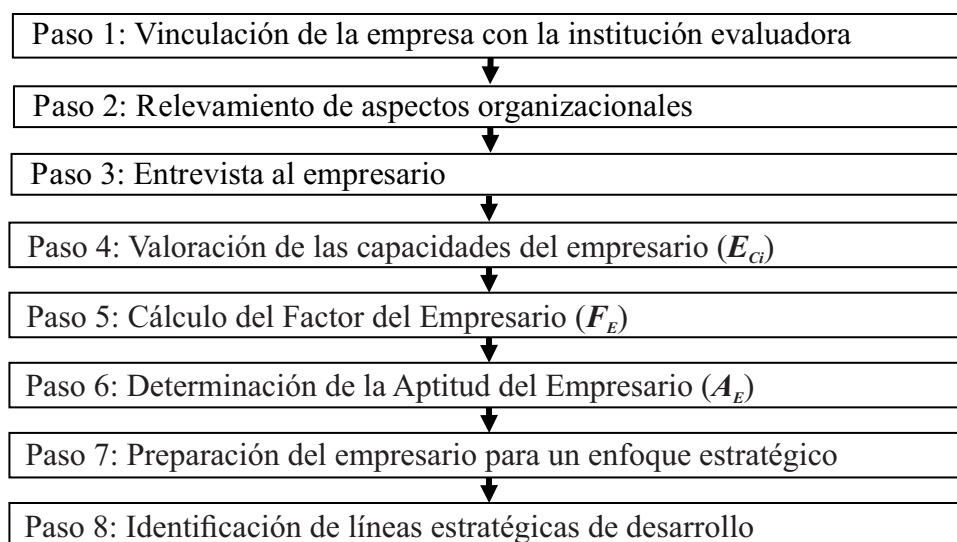 Paso 1: Vinculación de la empresa con la institución evaluadora
Paso 2: Relevamiento de aspectos organizacionales
Paso 3: Entrevista al empresario
Paso 4: Valoración de las capacidades del empresario (E_Ci)
Paso 5: Cálculo del Factor del Empresario (F_E)
Paso 6: Determinación de la Aptitud del Empresario (A_E)
Paso 7: Preparación del empresario para un enfoque estratégico
Paso 8: Identificación de líneas estratégicas de desarrollo